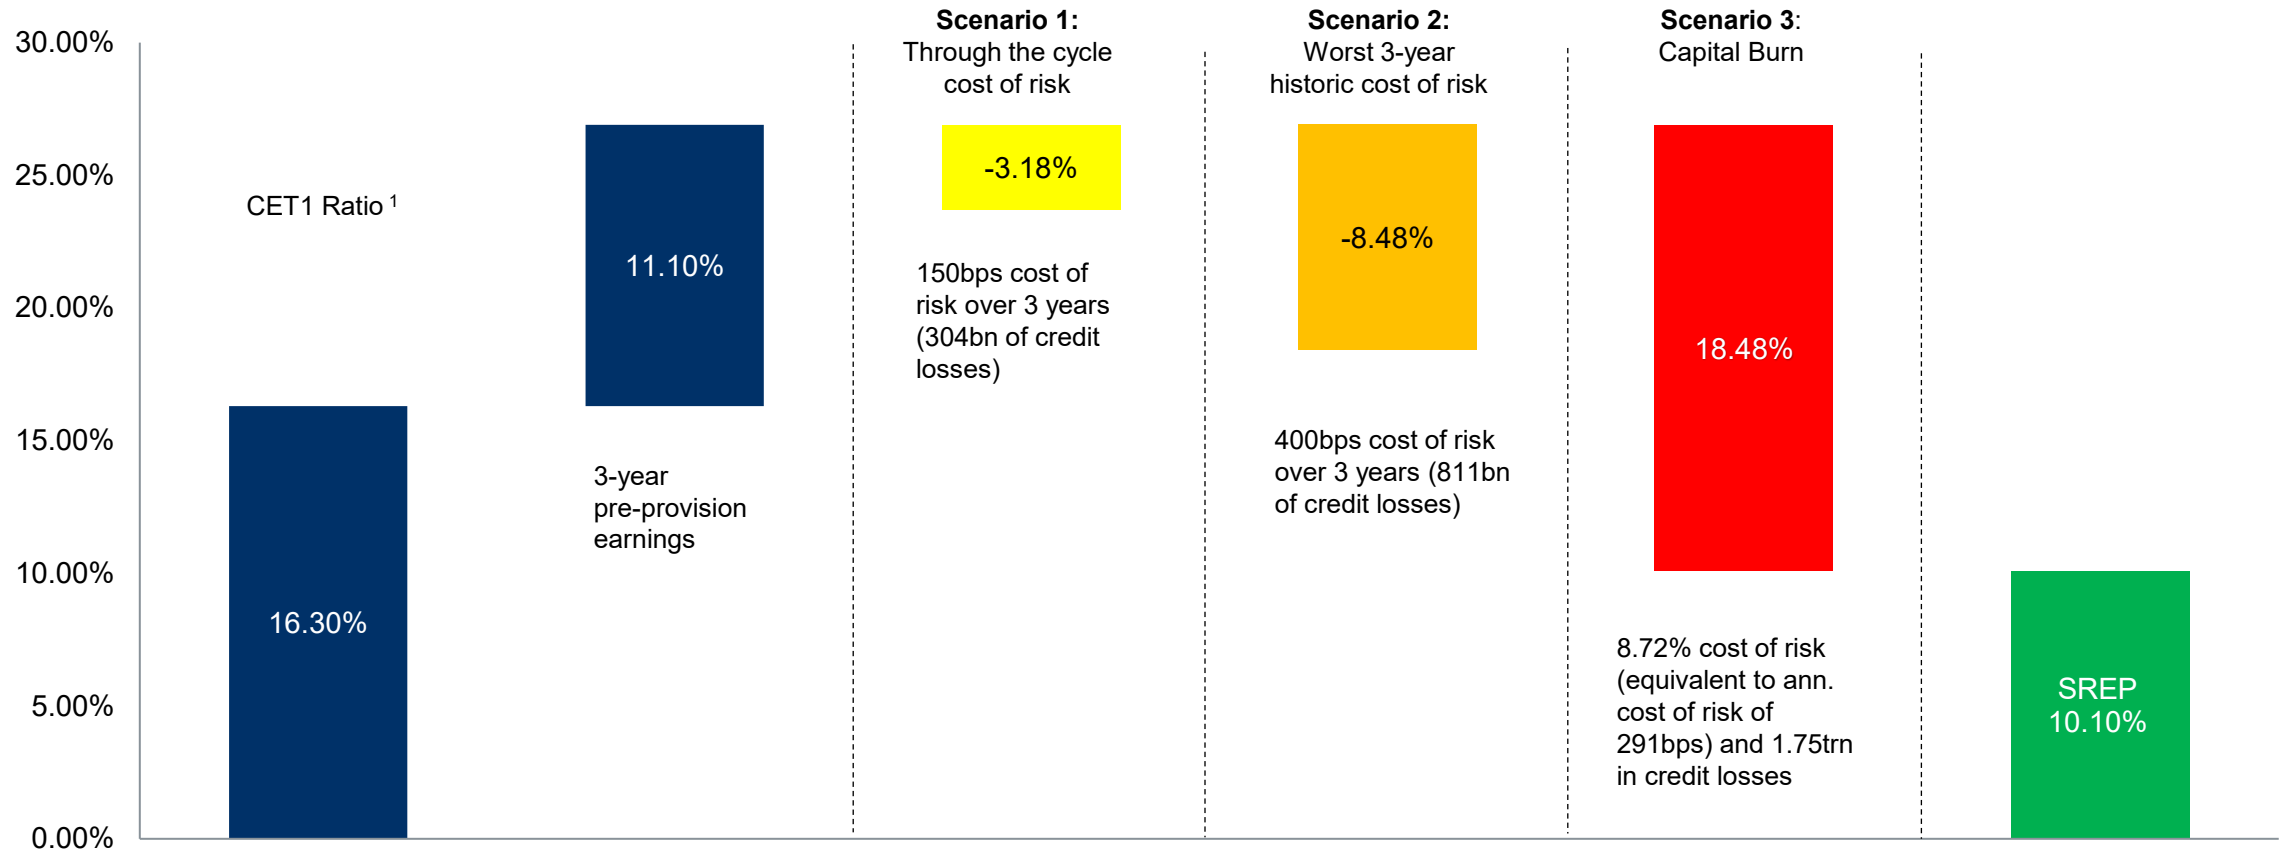 30.00%
25.00%
20.00%
15.00%
10.00%
5.00%
0.00%
CET1 Ratio 1
16.30%
11.10%
3-year
pre-provision
earnings
Scenario 1:
Through the cycle
cost of risk
-3.18%
150bps cost of
risk over 3 years
(304bn of credit
losses)
Scenario 2:
Worst 3-year
historic cost of risk
-8.48%
400bps cost of risk
over 3 years (811bn
of credit losses)
Scenario 3:
Capital Burn
18.48%
8.72% cost of risk
(equivalent to ann.
cost of risk of
291bps) and 1.75trn
in credit losses
SREP
10.10%